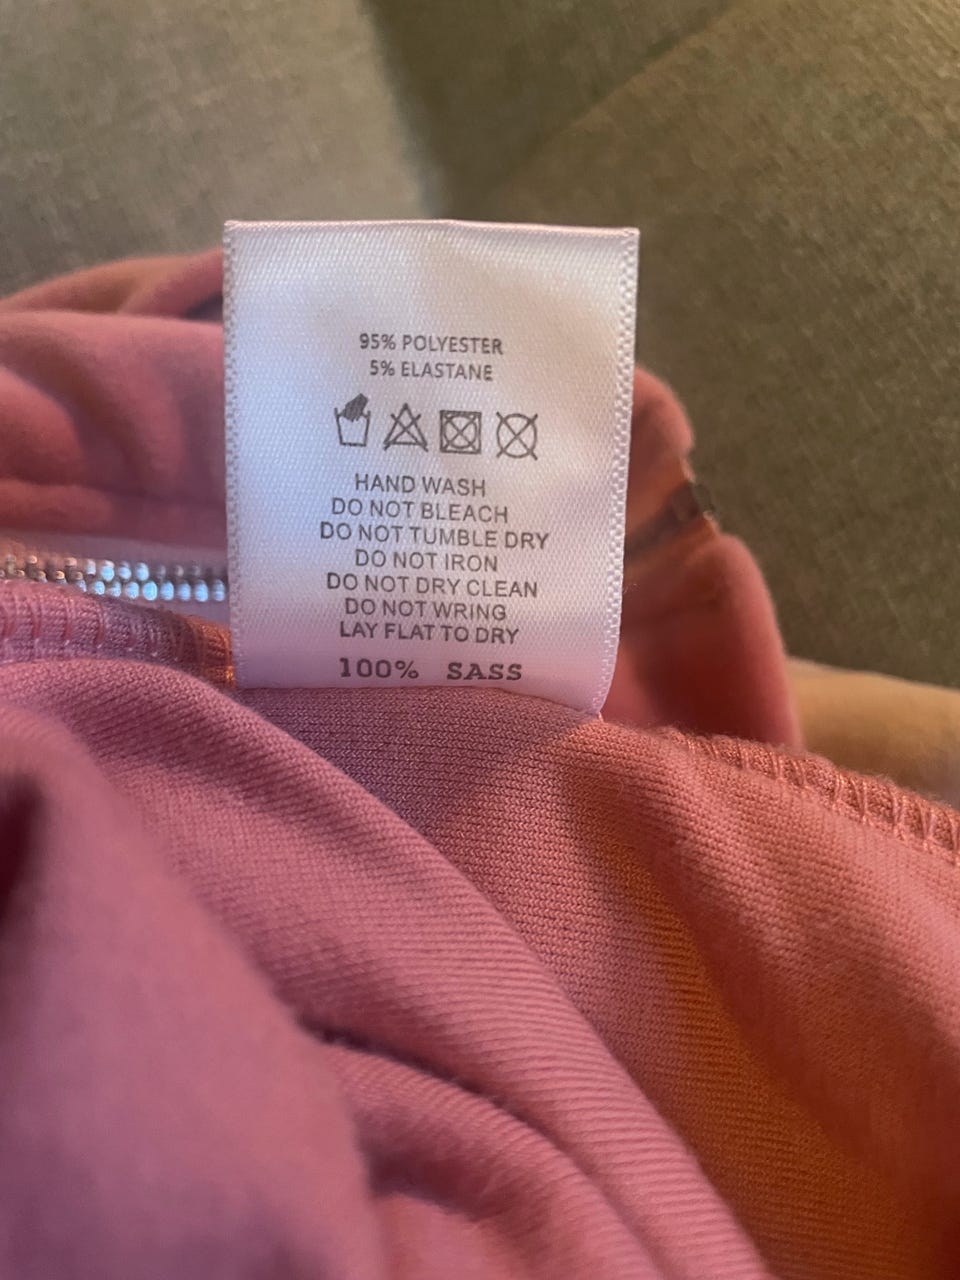 95% POLYESTER
5% ELASTANE
HAND WASH
DO NOT BLEACH
DO NOT TUMBLE DRY
DO NOT IRON
DO NOT DRY CLEAN
DO NOT WRING
LAY FLAT TO DRY
100% SASS